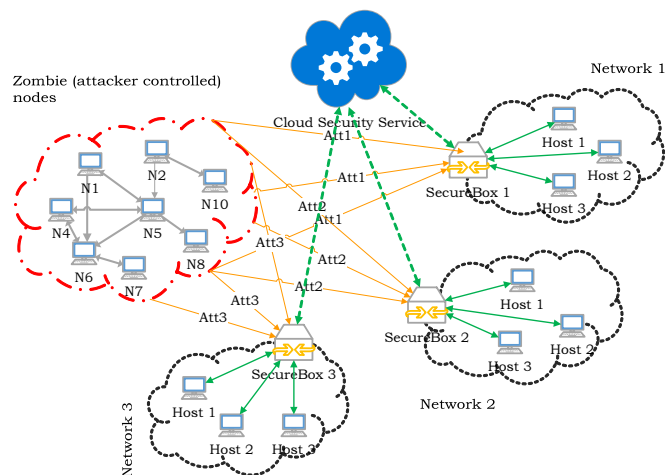 Network 1
Zombie (attacker controlled)
nodes
Cloud Security Service
Att1
Host 1
Host 2
Host 3
SecureBox 1
N1
N2
N10
Att1
Att2
Att1
N4
N5
N8
Att3
Att2
N6
N7
Att2
Att3
Att3
Host 1
Host 2
Host 3
SecureBox 2
SecureBox 3
Network 2
Host 1
Host 2
Host 3
Network 3